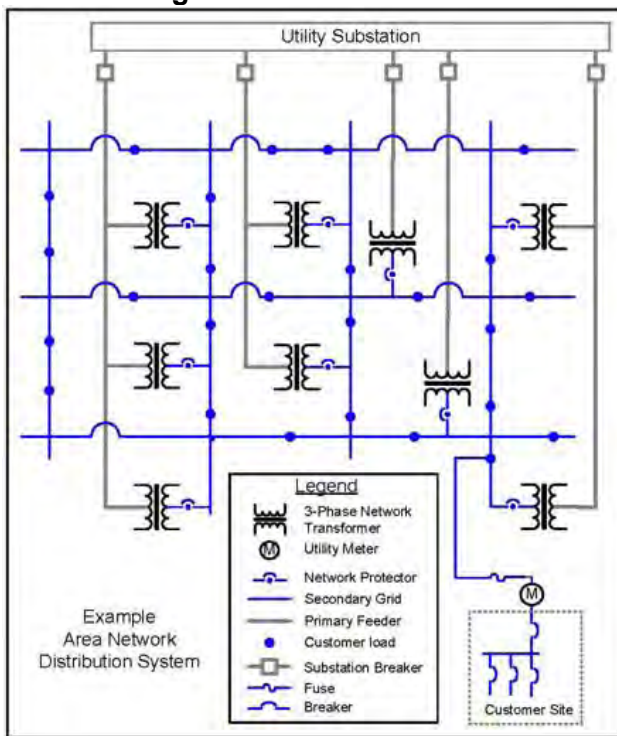 Utility Substation
Legend
3-Phase Network
Transformer
M
Utility Meter
Network Protector
Secondary Grid
Primary Feeder
Customer load
Substation Breaker
Fuse
Breaker
Example
Area Network
Distribution System
M
Customer Site